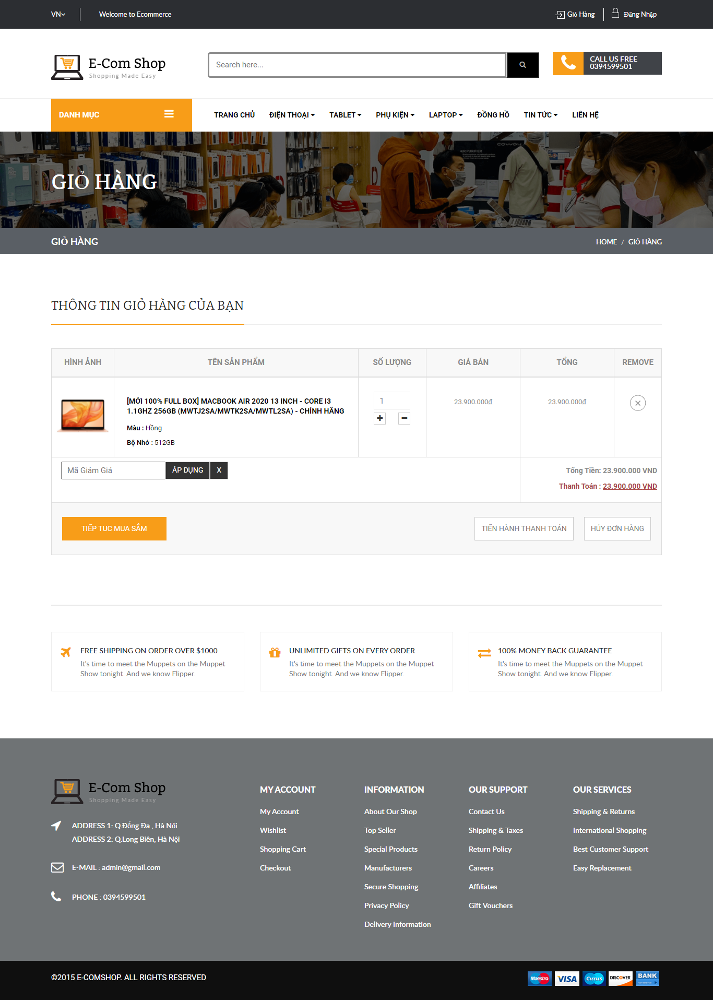 VN
Welcome to Ecommerce
Giỏ Hàng
Đăng Nhập
E-Com Shop
Shopping Made Easy
Search here...
CALL US FREE
0394599501
DANH MỤC
TRANG CHỦ
ĐIỆN THOẠI
TABLET
PHỤ KIỆN
LAPTOP
ĐỒNG HỒ
TIN TỨC
LIÊN HỆ
COWAY
AIR PURIFIER
GIỎ HÀNG
GIỎ HÀNG
HOME / GIỎ HÀNG
THÔNG TIN GIỎ HÀNG CỦA BẠN
HÌNH ẢNH
TÊN SẢN PHẨM
SỐ LƯỢNG
GIÁ BÁN
TỔNG
REMOVE
[MỚI 100% FULL BOX] MACBOOK AIR 2020 13 INCH - CORE I3
1.1GHZ 256GB (MWTJ2SA/MWTK2SA/MWTL2SA) - CHÍNH HÃNG
Màu : Hồng
Bộ Nhớ : 512GB
1
23.900.000₫
23.900.000₫
Mã Giảm Giá
ÁP DỤNG
X
Tổng Tiền: 23.900.000 VND
Thanh Toán : 23.900.000 VND
TIẾP TUC MUA SẮM
TIẾN HÀNH THANH TOÁN
HỦY ĐƠN HÀNG
FREE SHIPPING ON ORDER OVER $1000
It's time to meet the Muppets on the Muppet
Show tonight. And we know Flipper.
UNLIMITED GIFTS ON EVERY ORDER
It's time to meet the Muppets on the Muppet
Show tonight. And we know Flipper.
100% MONEY BACK GUARANTEE
It's time to meet the Muppets on the Muppet
Show tonight. And we know Flipper.
E-Com Shop
Shopping Made Easy
ADDRESS 1: Q.Đống Đa , Hà Nội
ADDRESS 2: Q.Long Biên, Hà Nội
E-MAIL : admin@gmail.com
PHONE : 0394599501
MY ACCOUNT
My Account
Wishlist
Shopping Cart
Checkout
INFORMATION
About Our Shop
Top Seller
Special Products
Manufacturers
Secure Shopping
Privacy Policy
Delivery Information
OUR SUPPORT
Contact Us
Shipping & Taxes
Return Policy
Careers
Affiliates
Gift Vouchers
OUR SERVICES
Shipping & Returns
International Shopping
Best Customer Support
Easy Replacement
©2015 E-COMSHOP. ALL RIGHTS RESERVED
Maestro
VISA
Cirrus
DISCOVER
BANK